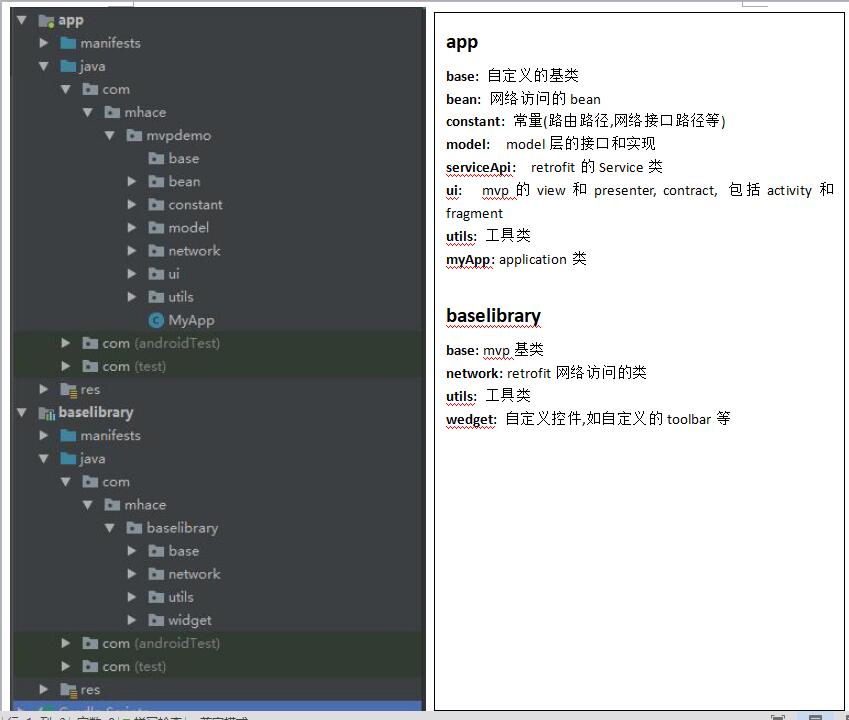 app
manifests
java
com
mhace
mvpdemo
base
bean
constant
model
network
ui
utils
MyApp
com (androidTest)
com (test)
res
baselibrary
manifests
java
com
mhace
baselibrary
base
network
utils
widget
com (androidTest)
com (test)
res
app
base: 自定义的基类
bean: 网络访问的 bean
constant: 常量(路由路径,网络接口路径等)
model: model 层的接口和实现
serviceApi: retrofit 的 Service 类
ui: mvp 的 view 和 presenter, contract, 包括 activity 和
fragment
utils: 工具类
myApp: application 类
baselibrary
base: mvp 基类
network: retrofit 网络访问的类
utils: 工具类
wedget: 自定义控件,如自定义的 toolbar 等